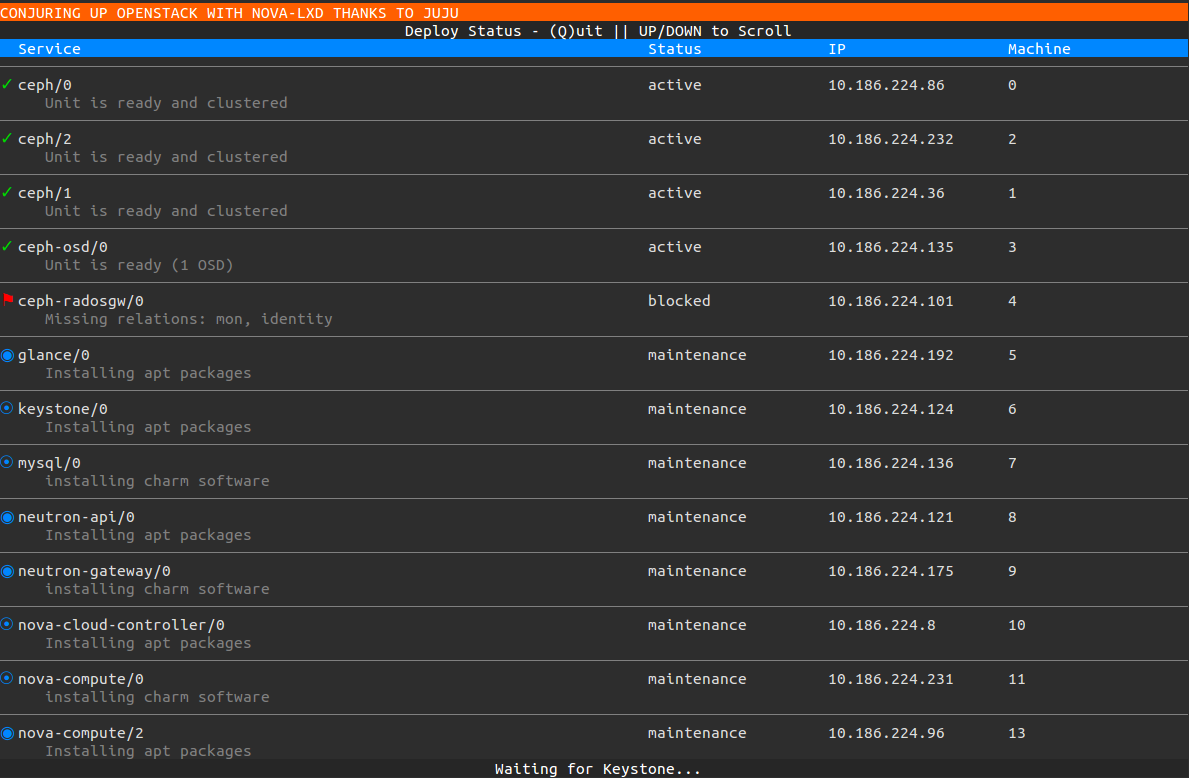 CONJURING UP OPENSTACK WITH NOVA-LXD THANKS TO JUJU
Deploy Status - (Q)uit || UP/DOWN to Scroll
Service Status IP Machine
✓ ceph/0 active 10.186.224.86 0
Unit is ready and clustered
✓ ceph/2 active 10.186.224.232 2
Unit is ready and clustered
✓ ceph/1 active 10.186.224.36 1
Unit is ready and clustered
✓ ceph-osd/0 active 10.186.224.135 3
Unit is ready (1 OSD)
⚑ ceph-radosgw/0 blocked 10.186.224.101 4
Missing relations: mon, identity
◉ glance/0 maintenance 10.186.224.192 5
Installing apt packages
☉ keystone/0 maintenance 10.186.224.124 6
Installing apt packages
☉ mysql/0 maintenance 10.186.224.136 7
installing charm software
◉ neutron-api/0 maintenance 10.186.224.121 8
Installing apt packages
◉ neutron-gateway/0 maintenance 10.186.224.175 9
installing charm software
☉ nova-cloud-controller/0 maintenance 10.186.224.8 10
Installing apt packages
☉ nova-compute/0 maintenance 10.186.224.231 11
installing charm software
◉ nova-compute/2 maintenance 10.186.224.96 13
Installing apt packages
Waiting for Keystone...